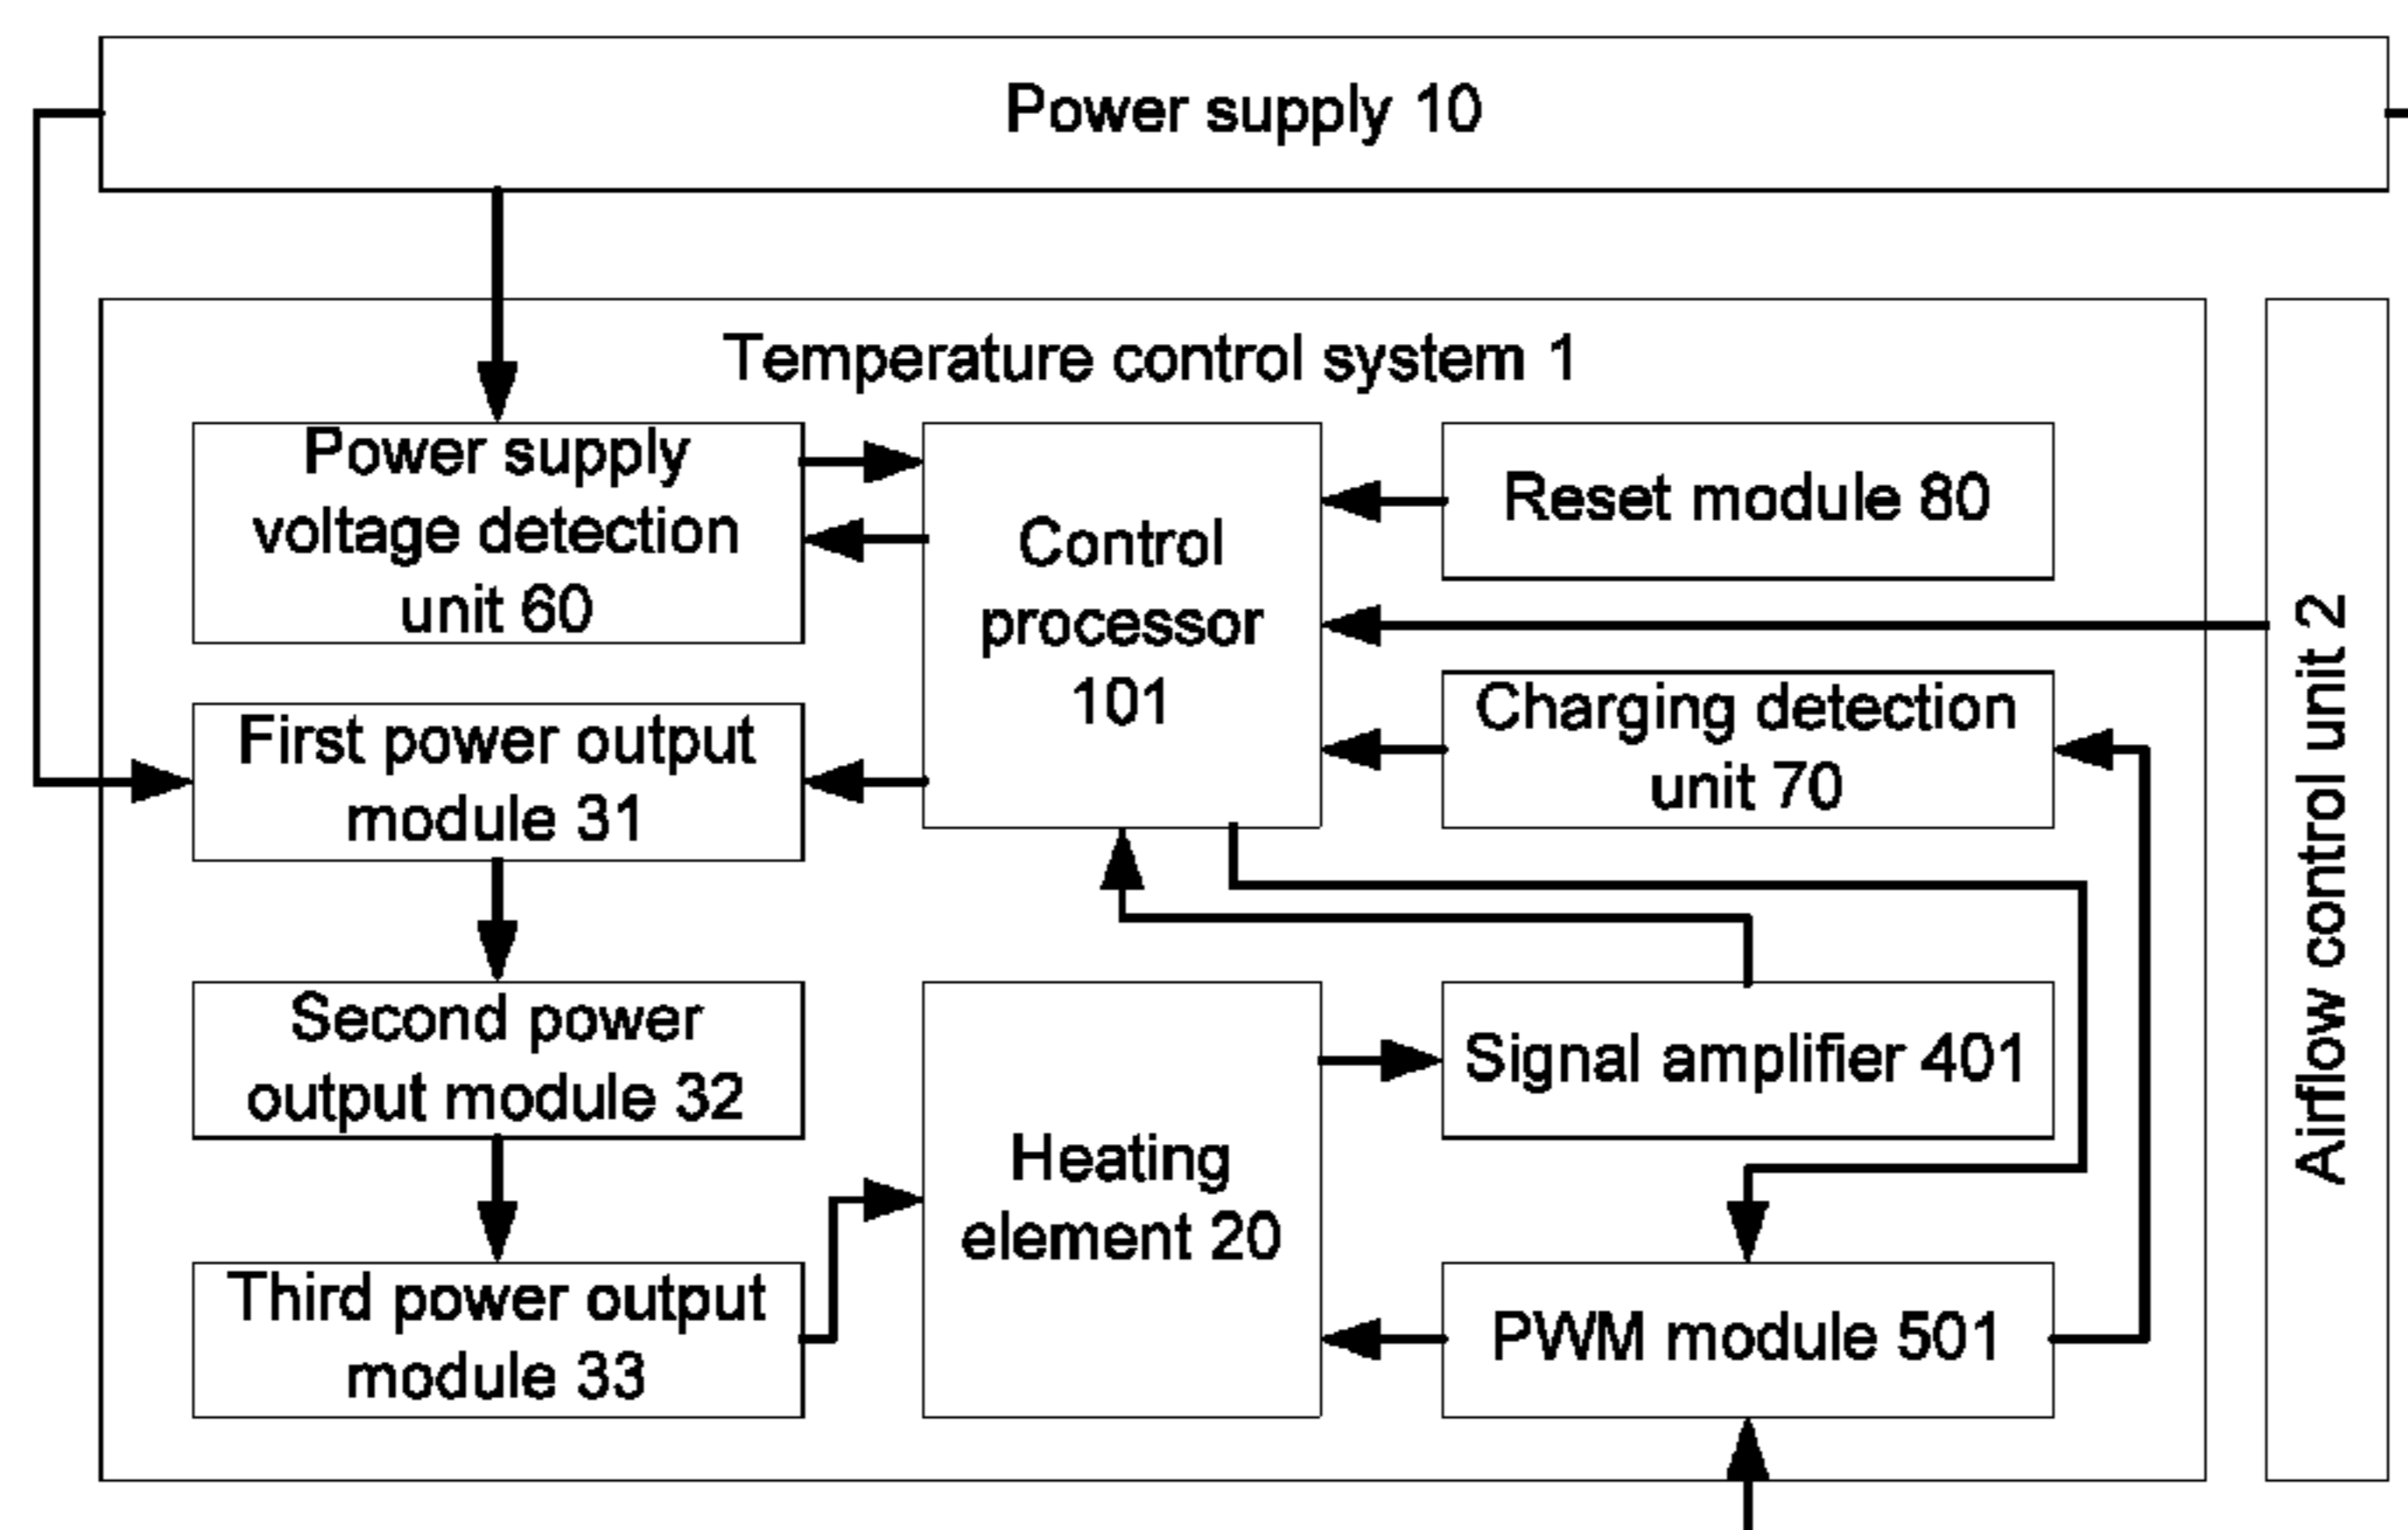 Power supply 10
Temperature control system 1
Power supply
voltage detection
unit 60
Control
processor
101
Reset module 80
First power output
module 31
Charging detection
unit 70
Airflow control unit 2
Second power
output module 32
Heating
element 20
Signal amplifier 401
Third power output
module 33
PWM module 501